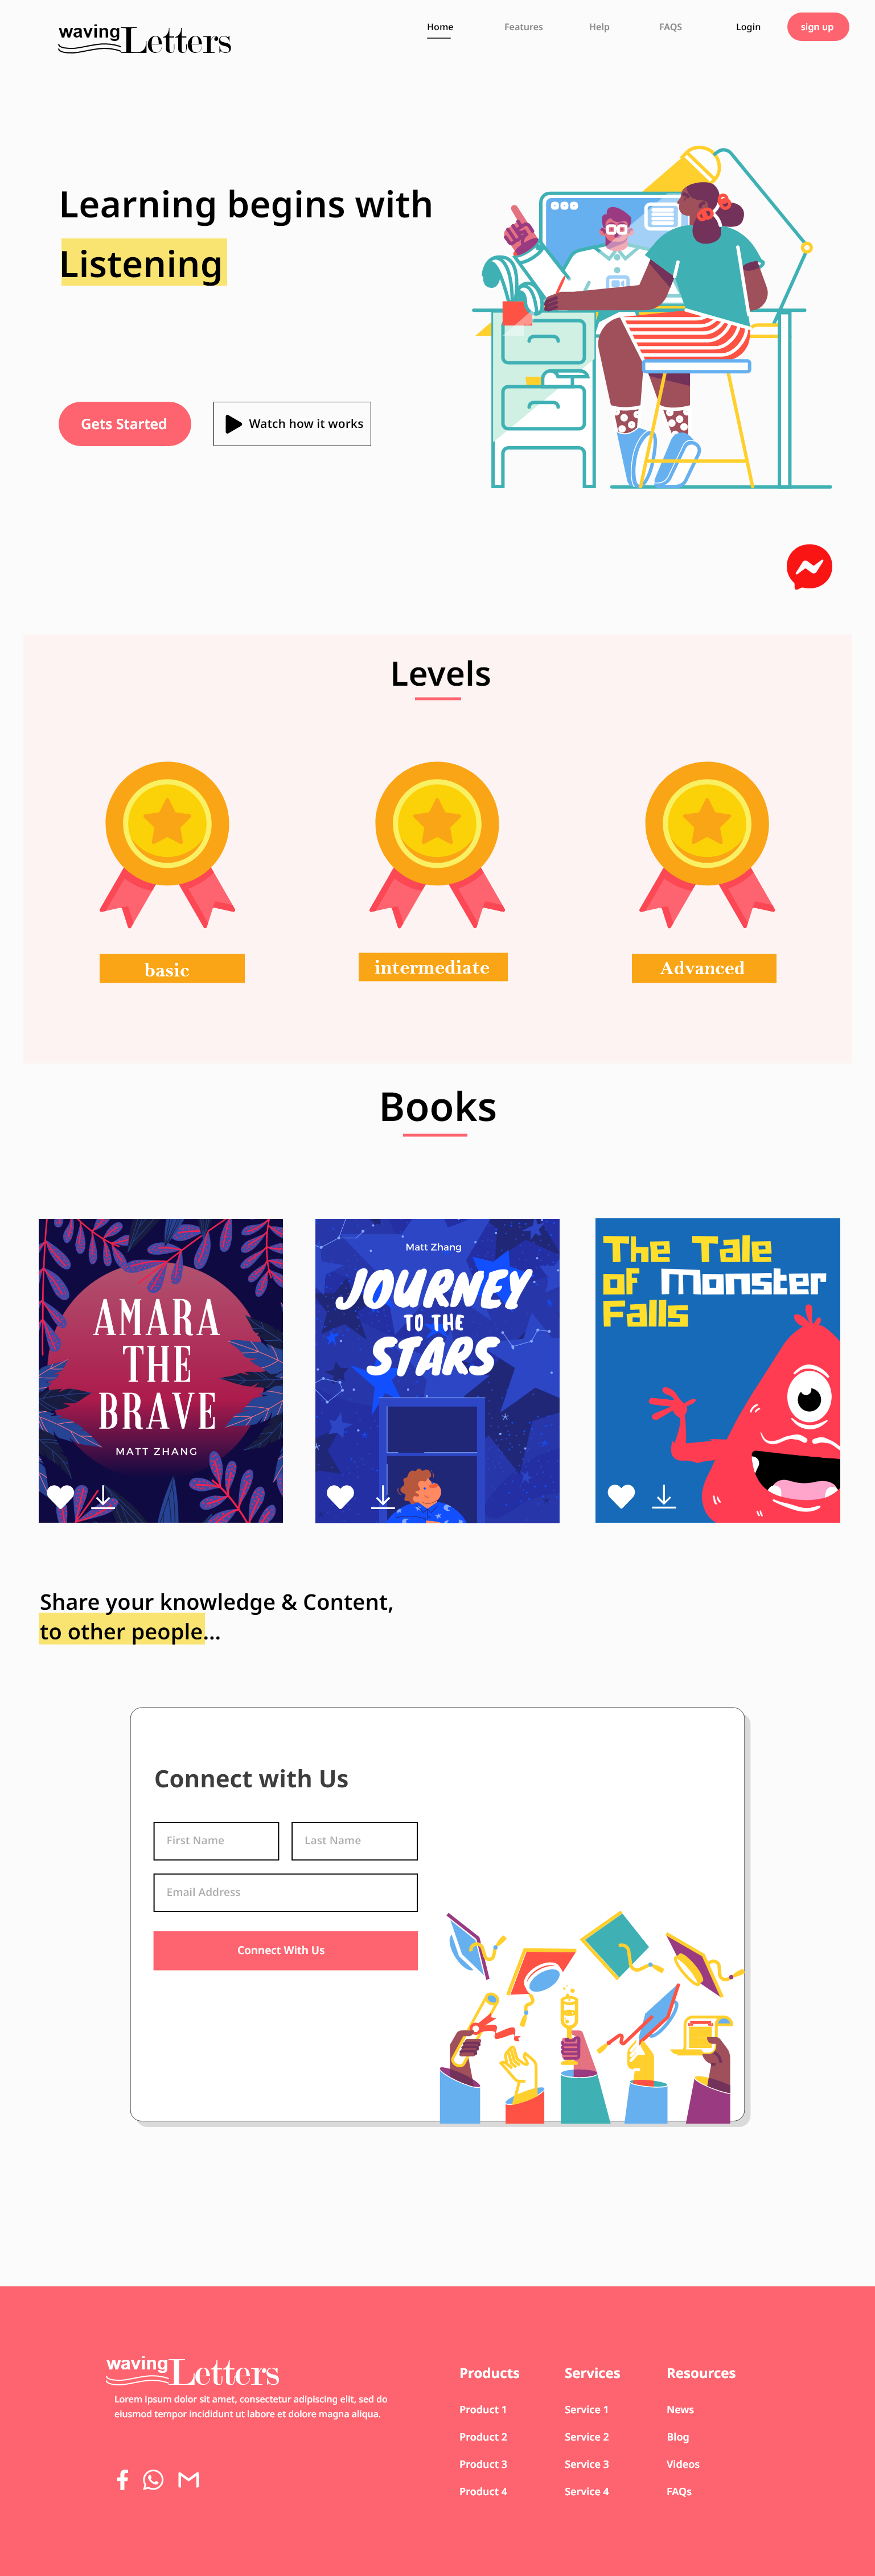 waving Letters
Home Features Help FAQS Login sign up
Learning begins with
Listening
Gets Started
Watch how it works
Levels
basic
intermediate
Advanced
Books
AMARA
THE
BRAVE
MATT ZHANG
Matt Zhang
JOURNEY
TO THE
STARS
The Tale
of Monster
Falls
Share your knowledge & Content,
to other people...
Connect with Us
First Name
Last Name
Email Address
Connect With Us
waving Letters
Lorem ipsum dolor sit amet, consectetur adipiscing elit, sed do
eiusmod tempor incididunt ut labore et dolore magna aliqua.
Products
Product 1
Product 2
Product 3
Product 4
Services
Service 1
Service 2
Service 3
Service 4
Resources
News
Blog
Videos
FAQs